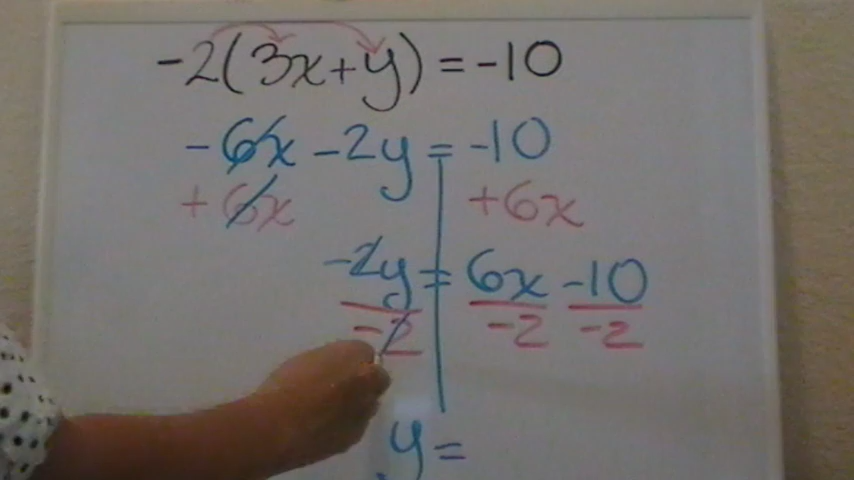 -2(3x+y)=-10
-6x-2y=-10
+6x +6x
-2y=6x-10
-2 -2 -2
y=